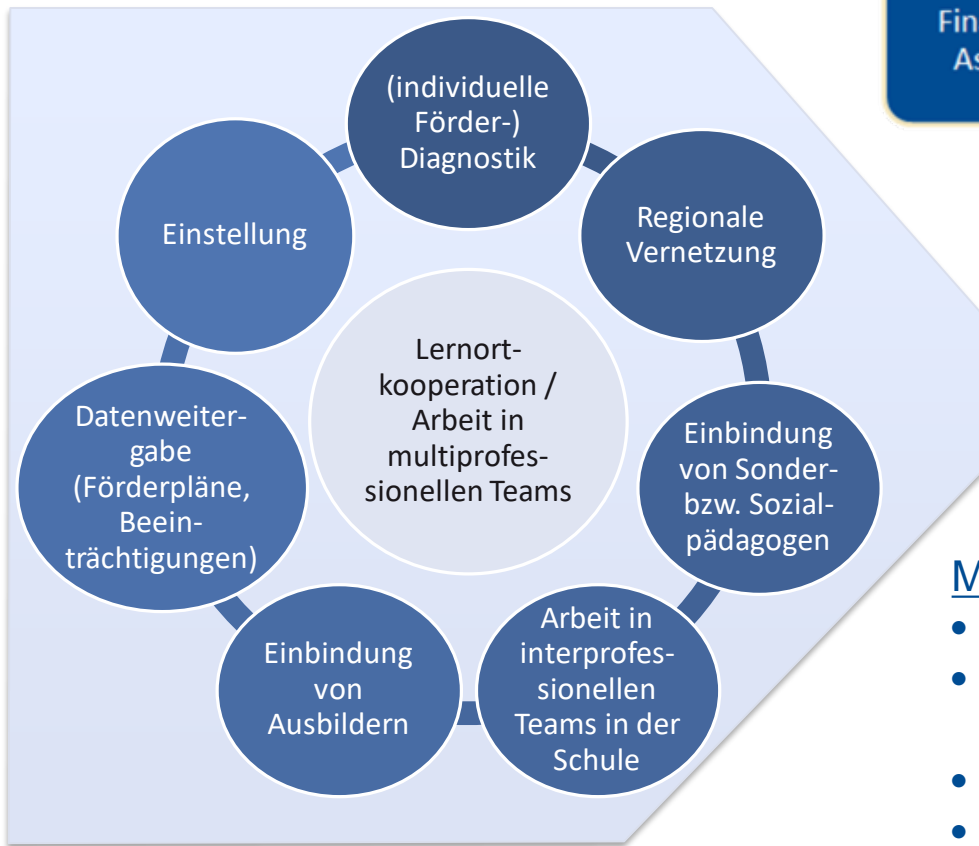 (individuelle
Förder-)
Diagnostik
Regionale
Vernetzung
Einbindung
von Sonder-
bzw. Sozial-
pädagogen
Arbeit in
interprofes-
sionellen
Teams in der
Schule
Einbindung
von
Ausbildern
Datenweiter-
gabe
(Förderpläne,
Beein-
trächtigungen)
Einstellung
Lernort-
kooperation /
Arbeit in
multiprofes-
sionellen Teams